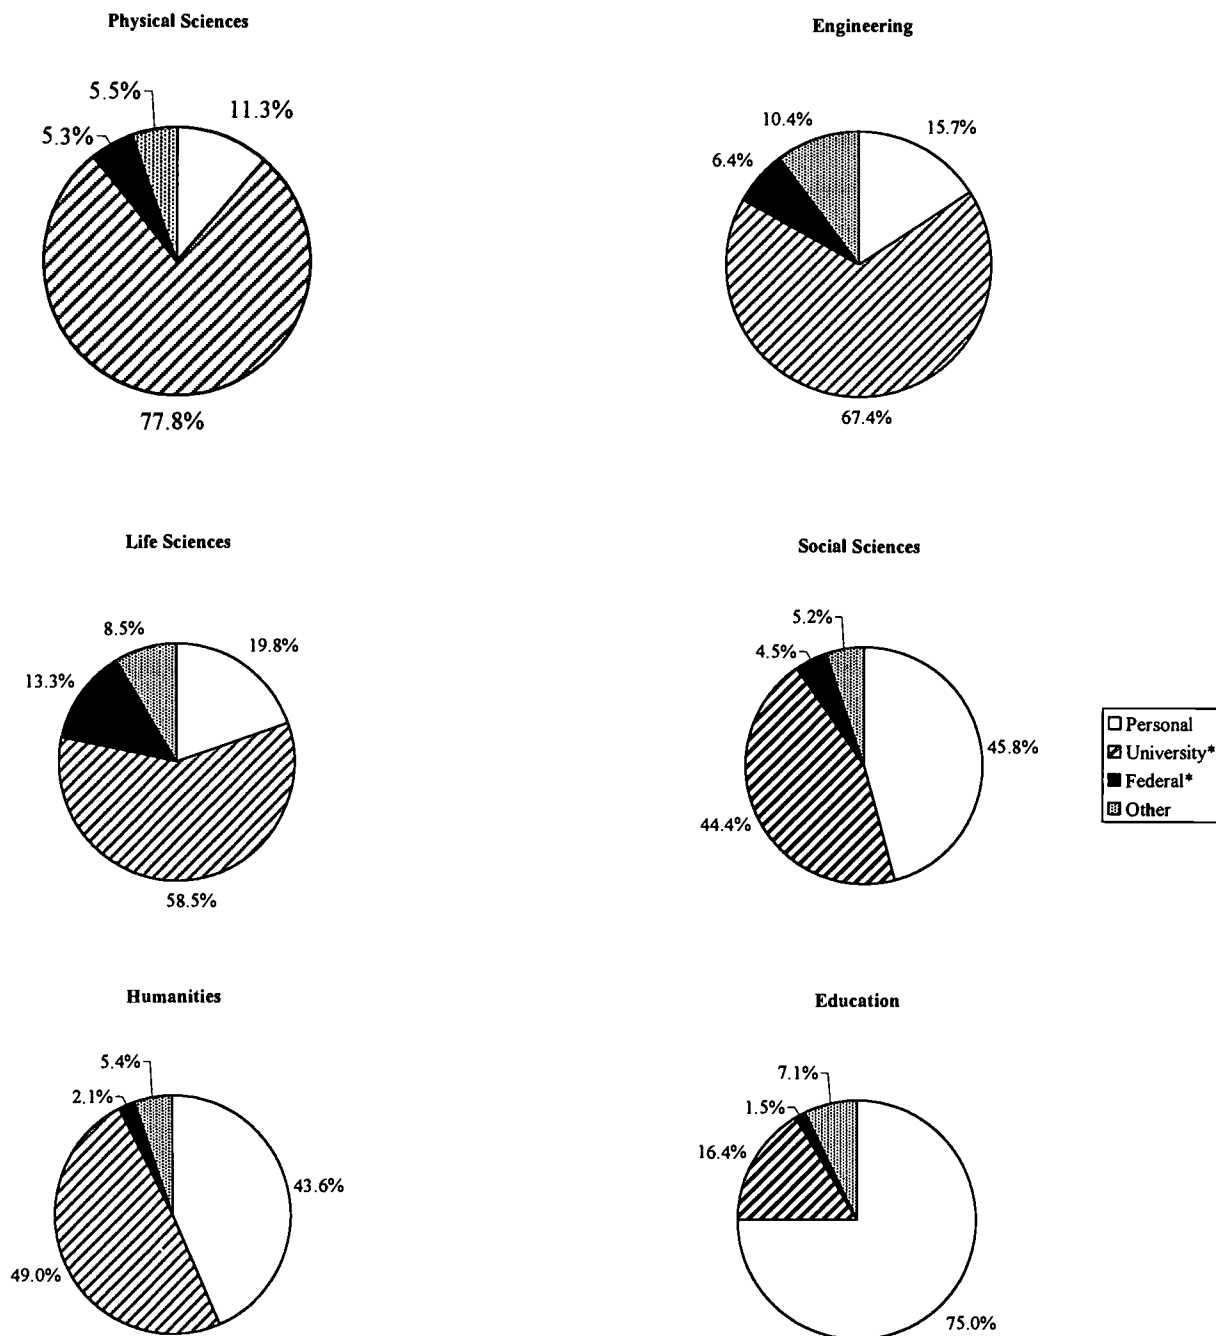 Physical Sciences
5.5%
11.3%
5.3%
77.8%
Engineering
10.4%
15.7%
6.4%
67.4%
Life Sciences
8.5%
19.8%
13.3%
58.5%
Social Sciences
5.2%
4.5%
45.8%
44.4%
Personal
University*
Federal*
Other
Humanities
5.4%
2.1%
43.6%
49.0%
Education
7.1%
1.5%
16.4%
75.0%